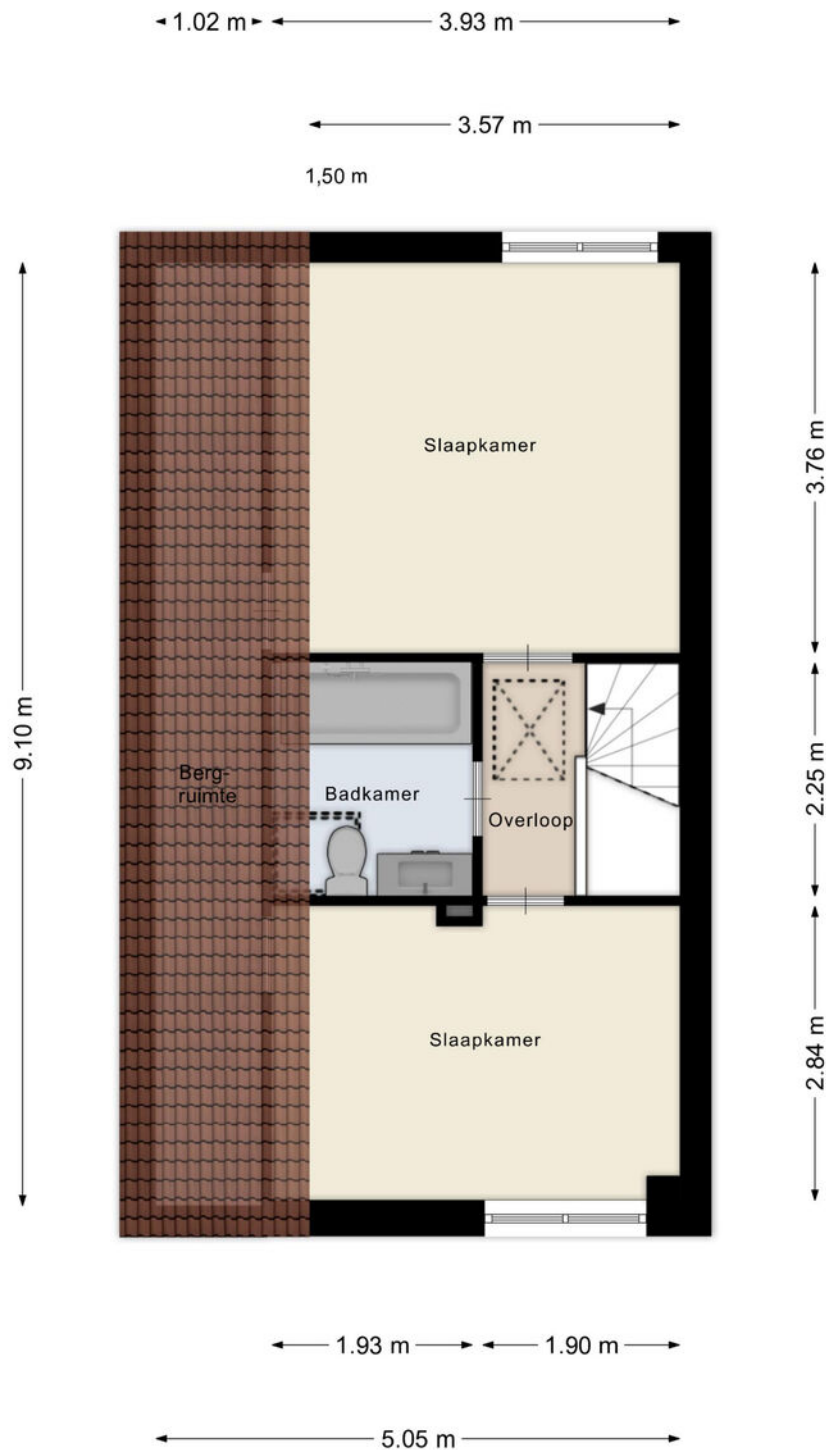 1.02 m
3.93 m
3.57 m
1,50 m
Slaapkamer
3.76 m
9.10 m
2.25 m
Berg-
ruimte
Badkamer
Overloop
Slaapkamer
2.84 m
1.93 m
1.90 m
5.05 m